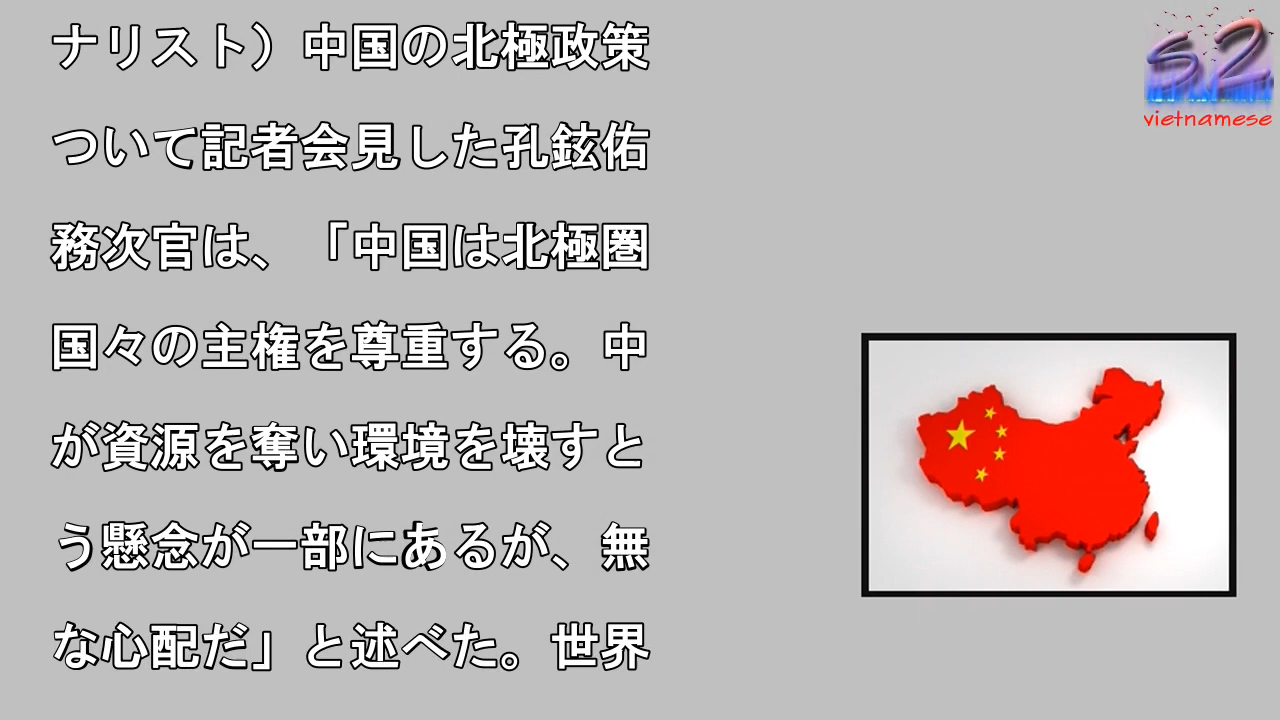 ナリスト）中国の北極政策
ついて記者会見した孔鉉佑
務次官は、「中国は北極圏
国々の主権を尊重する。中
が資源を奪い環境を壊すと
う懸念が一部にあるが、無
な心配だ」と述べた。世界
S2
vietnamese